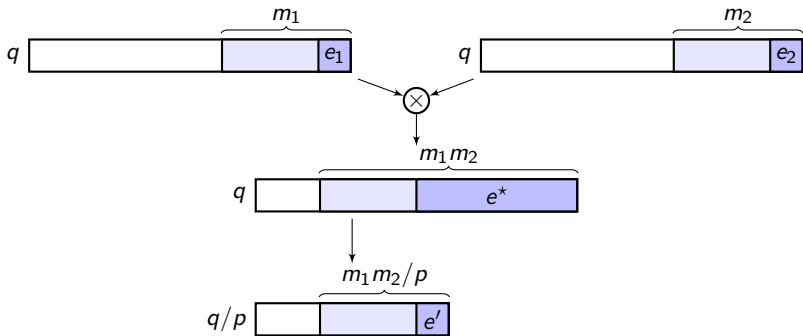 m₁ m₂
q e₁ q e₂
⊗
m₁m₂
q e⋆
m₁m₂/p
q/p e′